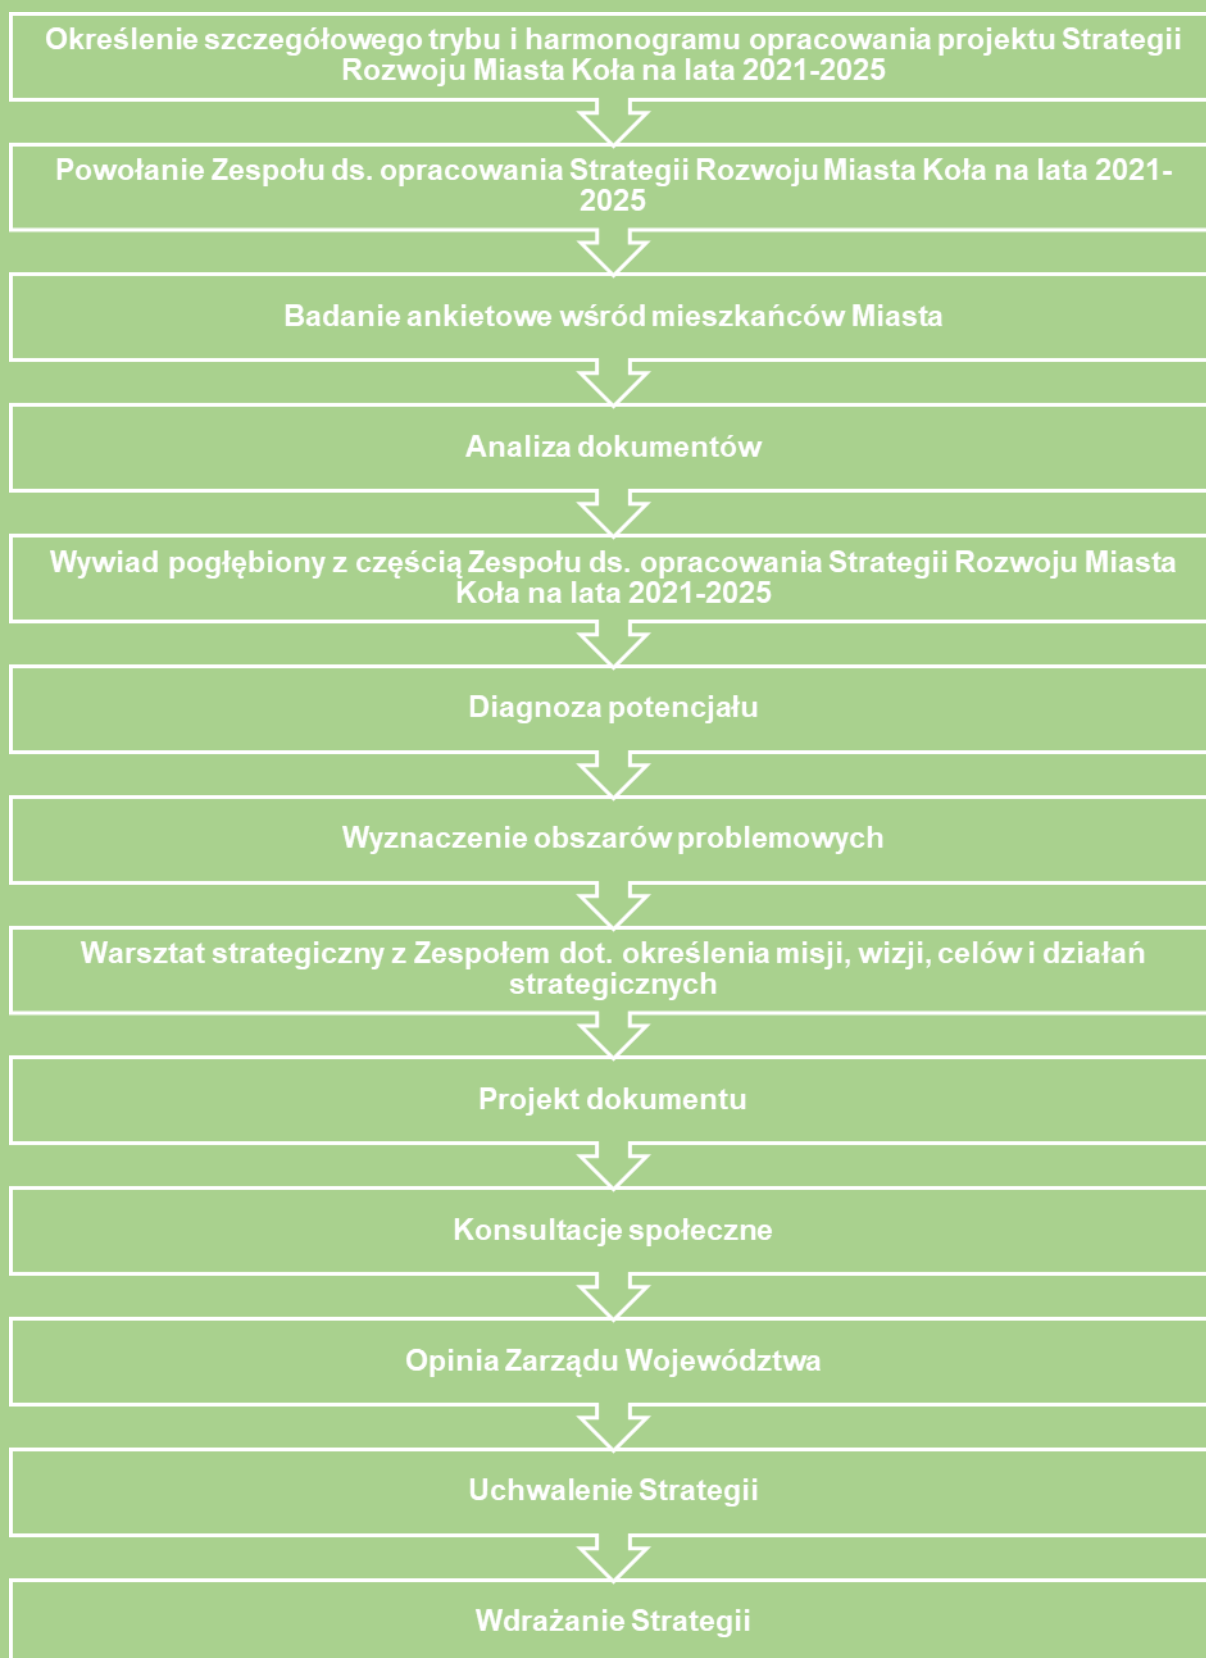 Określenie szczegółowego trybu i harmonogramu opracowania projektu Strategii
Rozwoju Miasta Koła na lata 2021-2025
Powołanie Zespołu ds. opracowania Strategii Rozwoju Miasta Koła na lata 2021-
2025
Badanie ankietowe wśród mieszkańców Miasta
Analiza dokumentów
Wywiad pogłębiony z częścią Zespołu ds. opracowania Strategii Rozwoju Miasta
Koła na lata 2021-2025
Diagnoza potencjału
Wyznaczenie obszarów problemowych
Warsztat strategiczny z Zespołem dot. określenia misji, wizji, celów i działań
strategicznych
Projekt dokumentu
Konsultacje społeczne
Opinia Zarządu Województwa
Uchwalenie Strategii
Wdrażanie Strategii